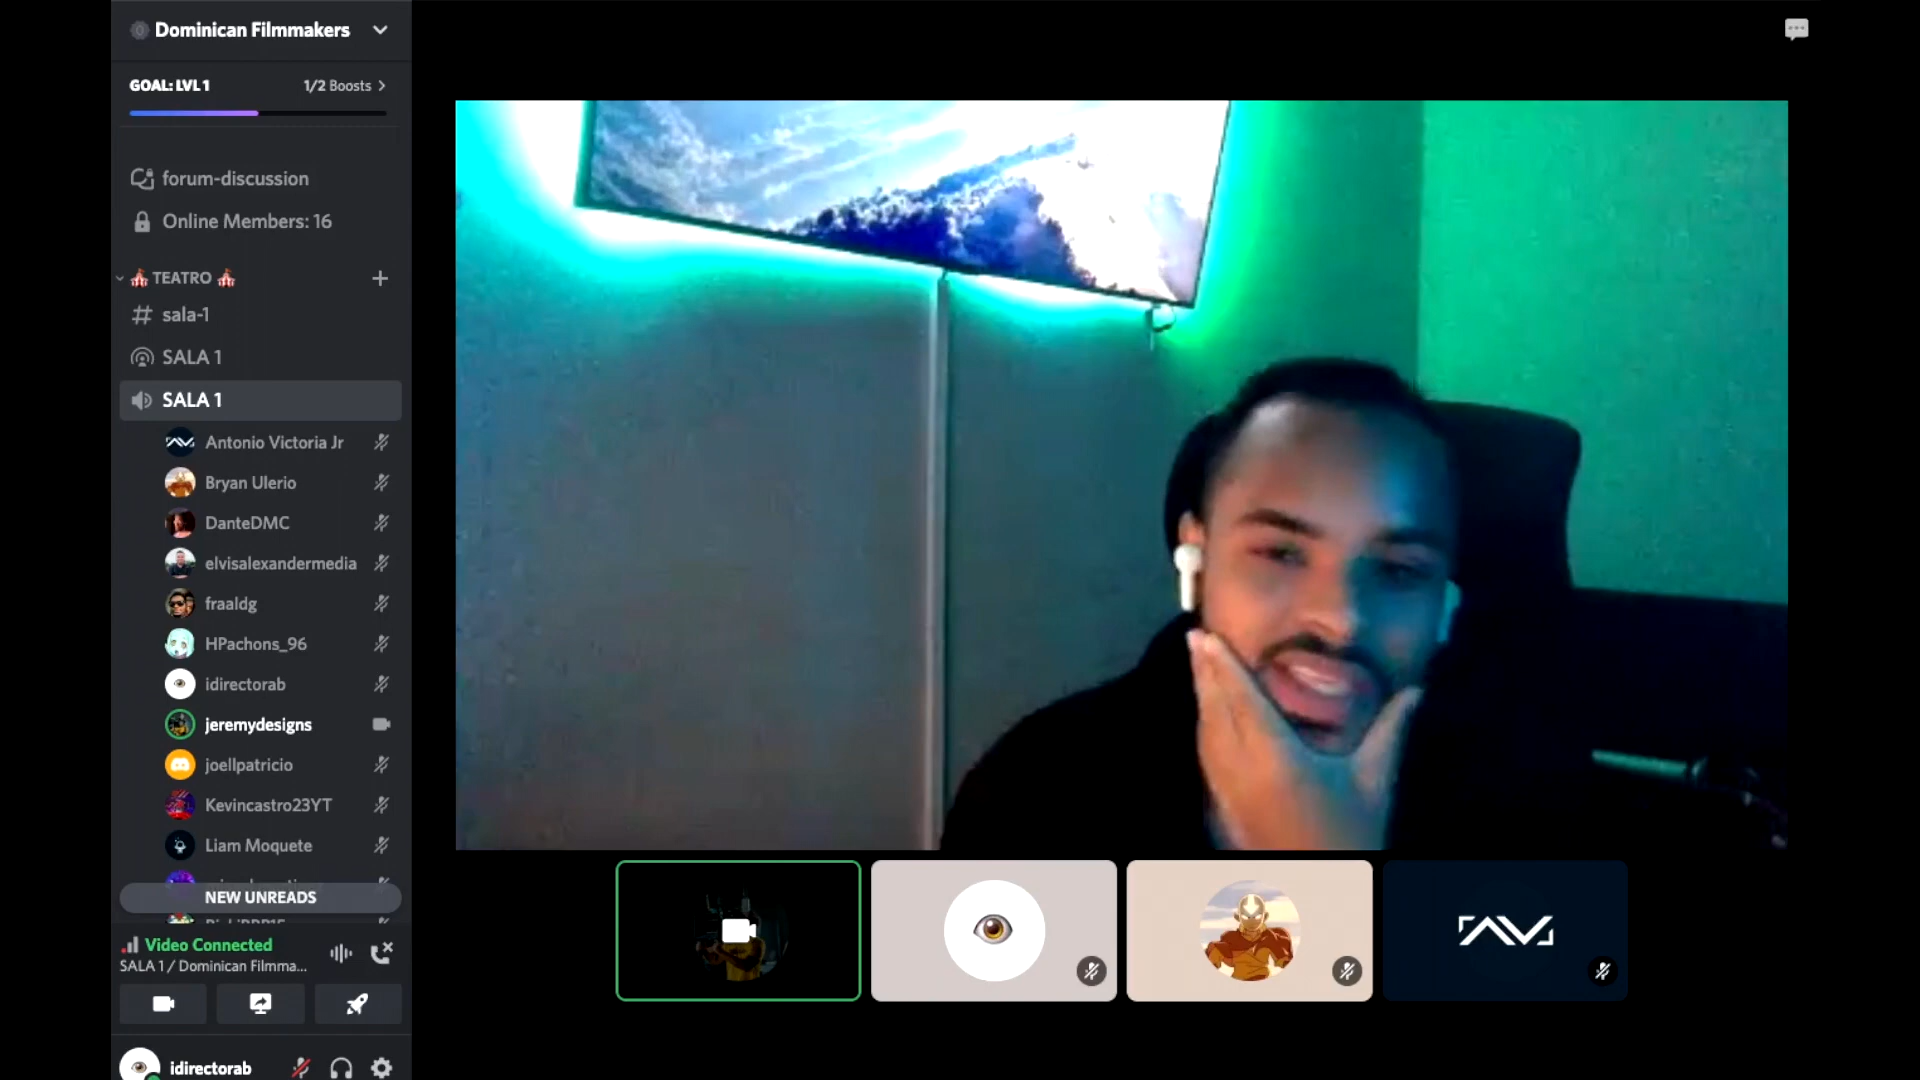 Dominican Filmmakers
GOAL: LVL 1 1/2 Boosts
forum-discussion
Online Members: 16
TEATRO
sala-1
SALA 1
SALA 1
Antonio Victoria Jr
Bryan Ulerio
DanteDMC
elvisalexandermedia
fraaldg
HPachons_96
idirectorab
jeremydesigns
joellpatricio
Kevincastro23YT
Liam Moquete
NEW UNREADS
Video Connected
SALA 1 / Dominican Filmma...
idirectorab